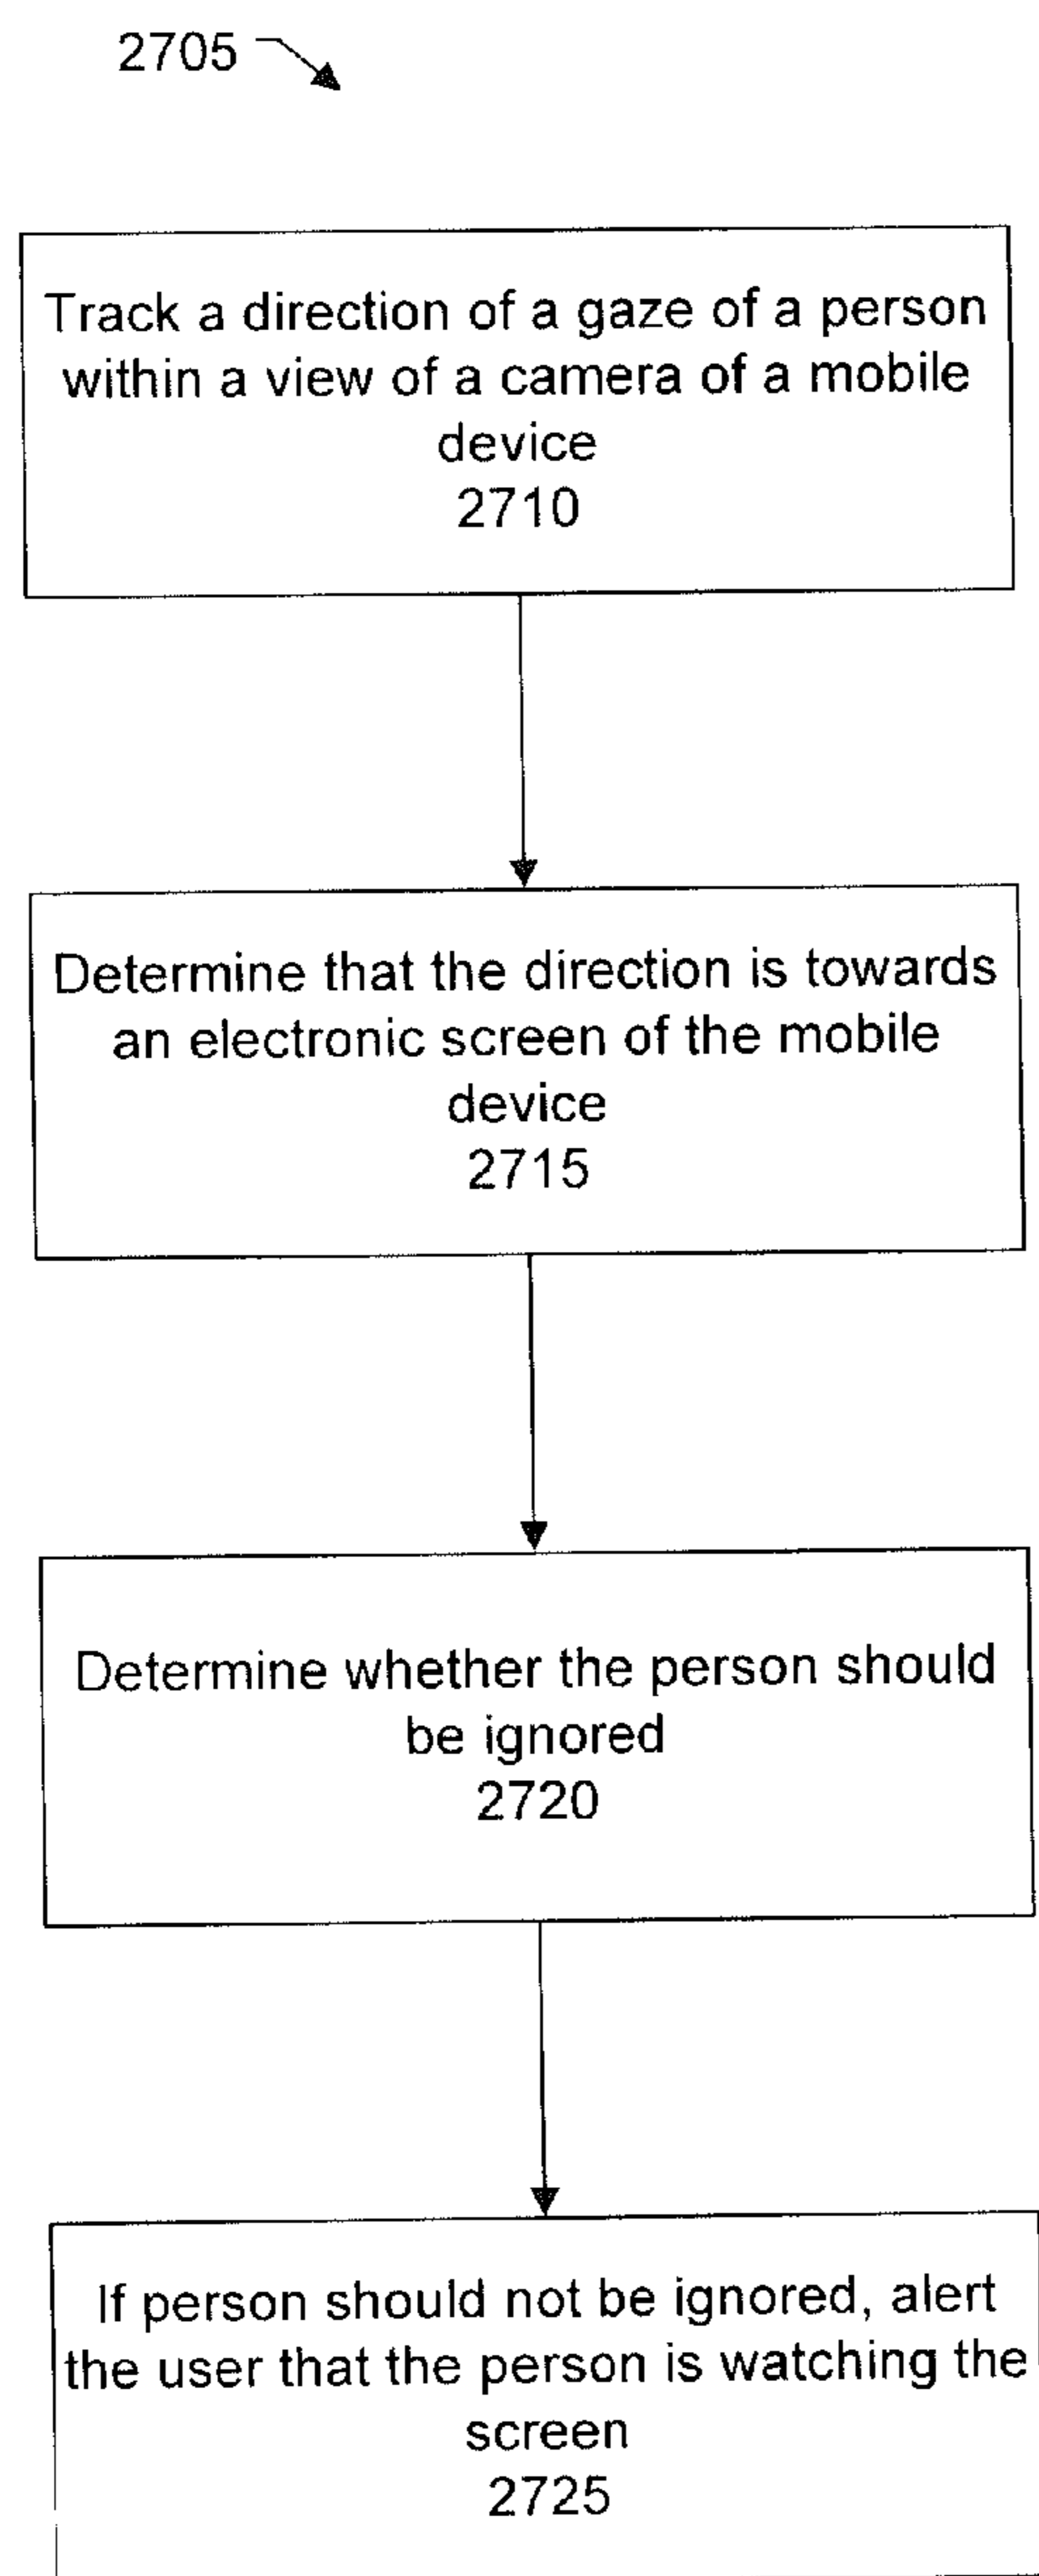 2705
Track a direction of a gaze of a person
within a view of a camera of a mobile
device
2710
Determine that the direction is towards
an electronic screen of the mobile
device
2715
Determine whether the person should
be ignored
2720
If person should not be ignored, alert
the user that the person is watching the
screen
2725